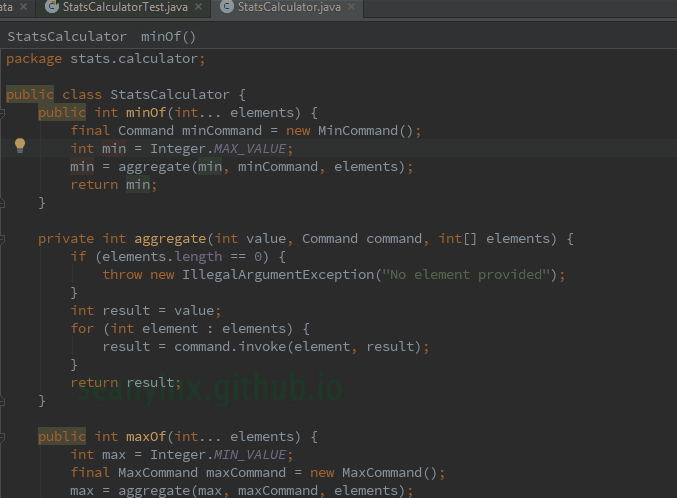 ata × StatsCalculatorTest.java × StatsCalculator.java ×
StatsCalculator minOf()
package stats.calculator;
public class StatsCalculator {
public int minOf(int... elements) {
final Command minCommand = new MinCommand();
int min = Integer.MAX_VALUE;
min = aggregate(min, minCommand, elements);
return min;
}
private int aggregate(int value, Command command, int[] elements) {
if (elements.length == 0) {
throw new IllegalArgumentException("No element provided");
}
int result = value;
for (int element : elements) {
result = command.invoke(element, result);
}
return result;
}
public int maxOf(int... elements) {
int max = Integer.MIN_VALUE;
final MaxCommand maxCommand = new MaxCommand();
max = aggregate(max, maxCommand, elements);